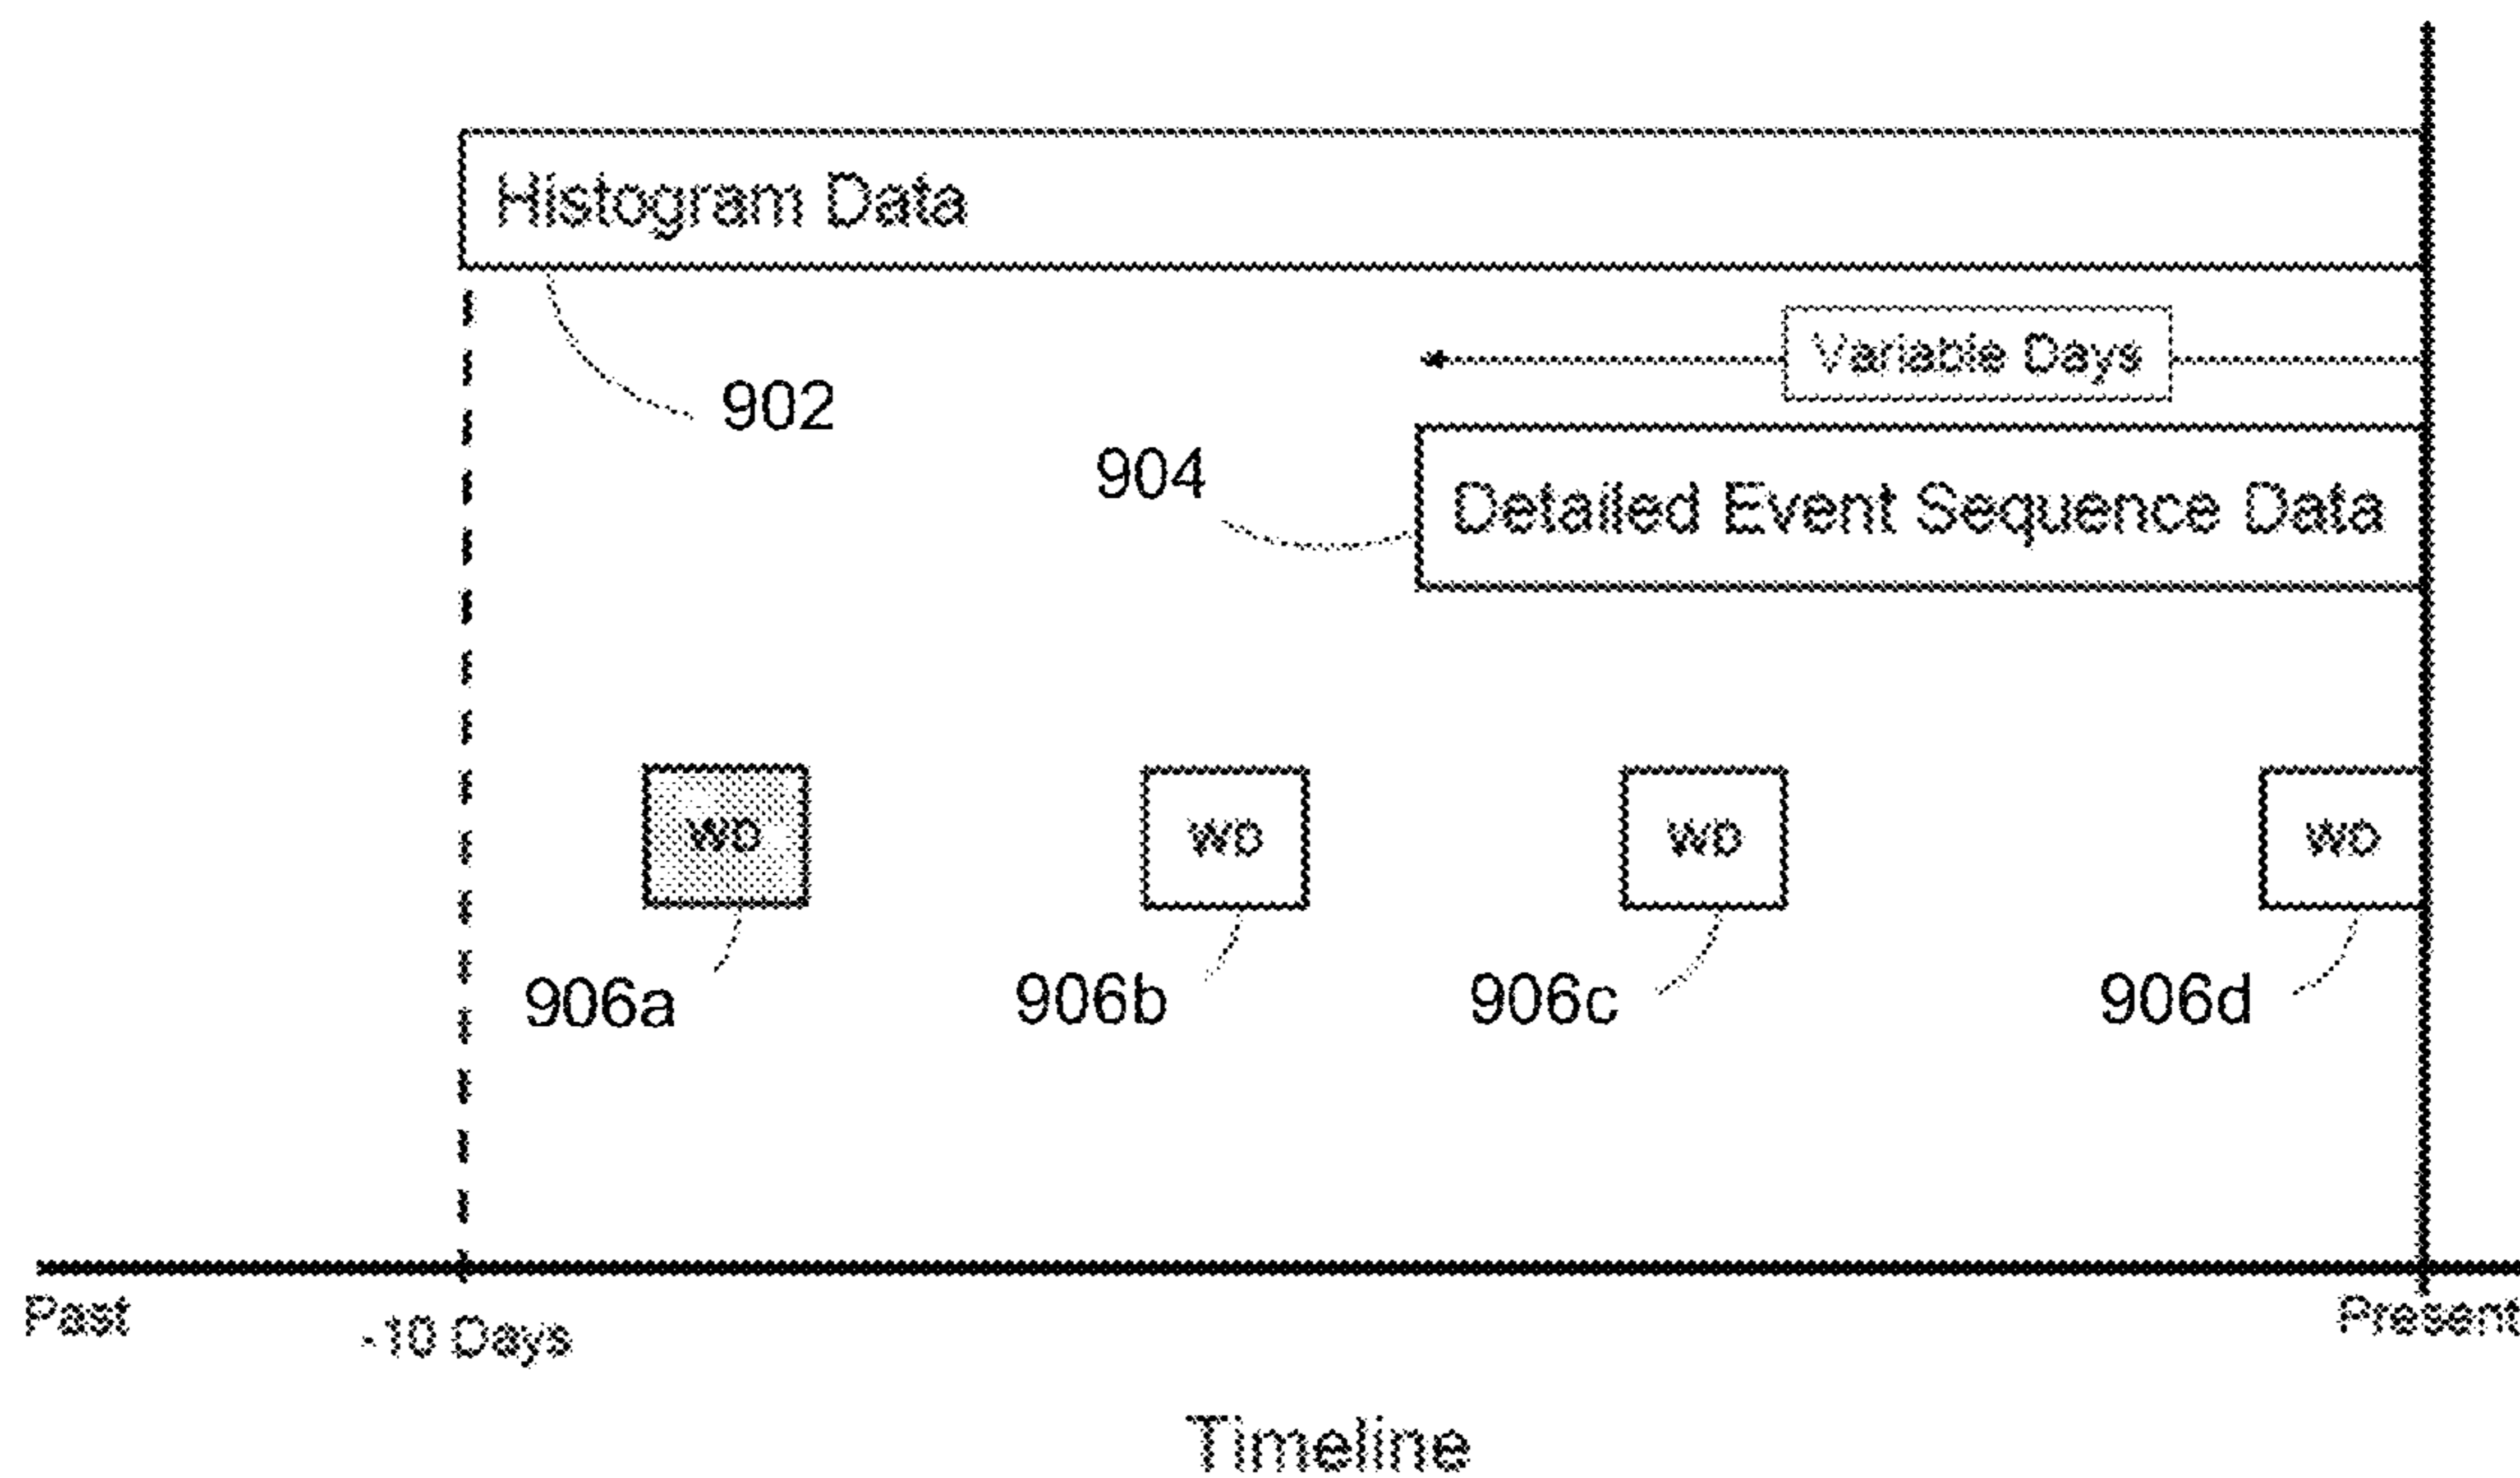 Histogram Data
Variable Days
902
904
Detailed Event Sequence Data
WD
WD
WD
WD
906a
906b
906c
906d
Past
-10 Days
Present
Timeline